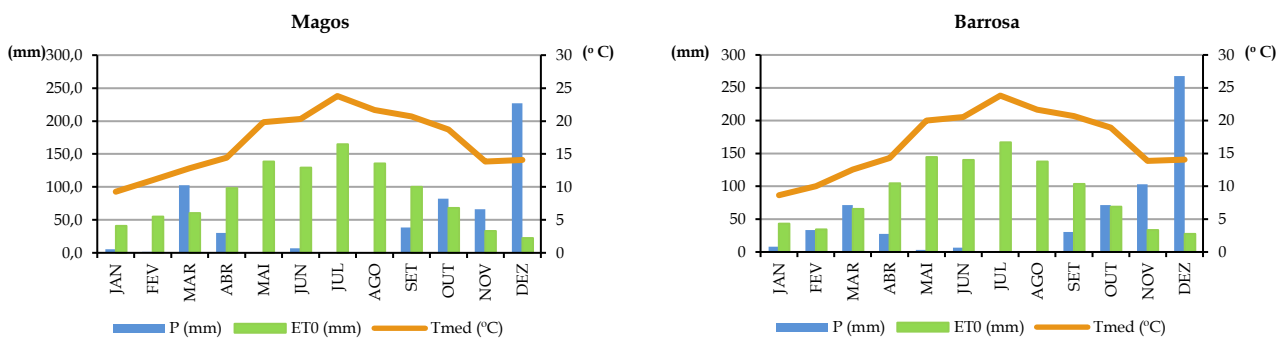 Magos
(mm)
(º C)
300,0
250,0
200,0
150,0
100,0
50,0
0,0
30
25
20
15
10
5
0
JAN
FEV
MAR
ABR
MAI
JUN
JUL
AGO
SET
OUT
NOV
DEZ
P (mm)
ET0 (mm)
Tmed (ºC)
Barrosa
(mm)
(º C)
300
250
200
150
100
50
0
30
25
20
15
10
5
0
JAN
FEV
MAR
ABR
MAI
JUN
JUL
AGO
SET
OUT
NOV
DEZ
P (mm)
ET0 (mm)
Tmed (ºC)